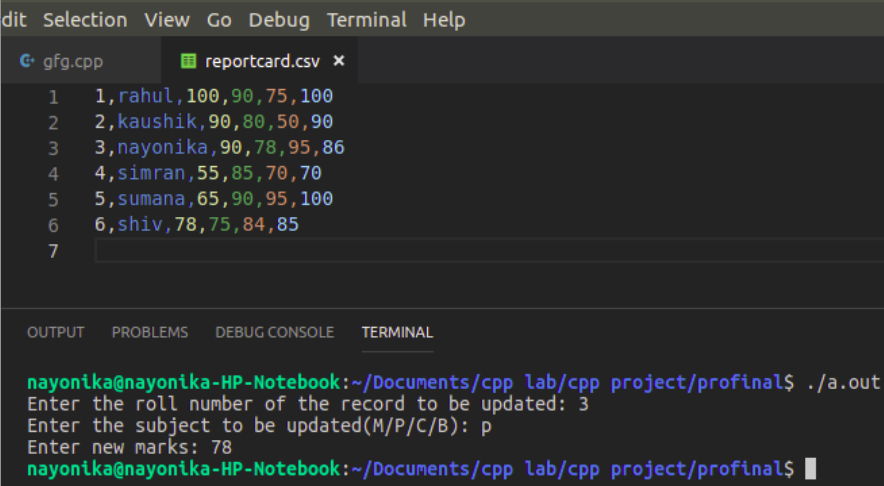 dit Selection View Go Debug Terminal Help
gfg.cpp reportcard.csv ×
1 1,rahul,100,90,75,100
2 2,kaushik,90,80,50,90
3 3,nayonika,90,78,95,86
4 4,simran,55,85,70,70
5 5,sumana,65,90,95,100
6 6,shiv,78,75,84,85
7
OUTPUT PROBLEMS DEBUG CONSOLE TERMINAL
nayonika@nayonika-HP-Notebook:~/Documents/cpp lab/cpp project/profinal$ ./a.out
Enter the roll number of the record to be updated: 3
Enter the subject to be updated(M/P/C/B): p
Enter new marks: 78
nayonika@nayonika-HP-Notebook:~/Documents/cpp lab/cpp project/profinal$